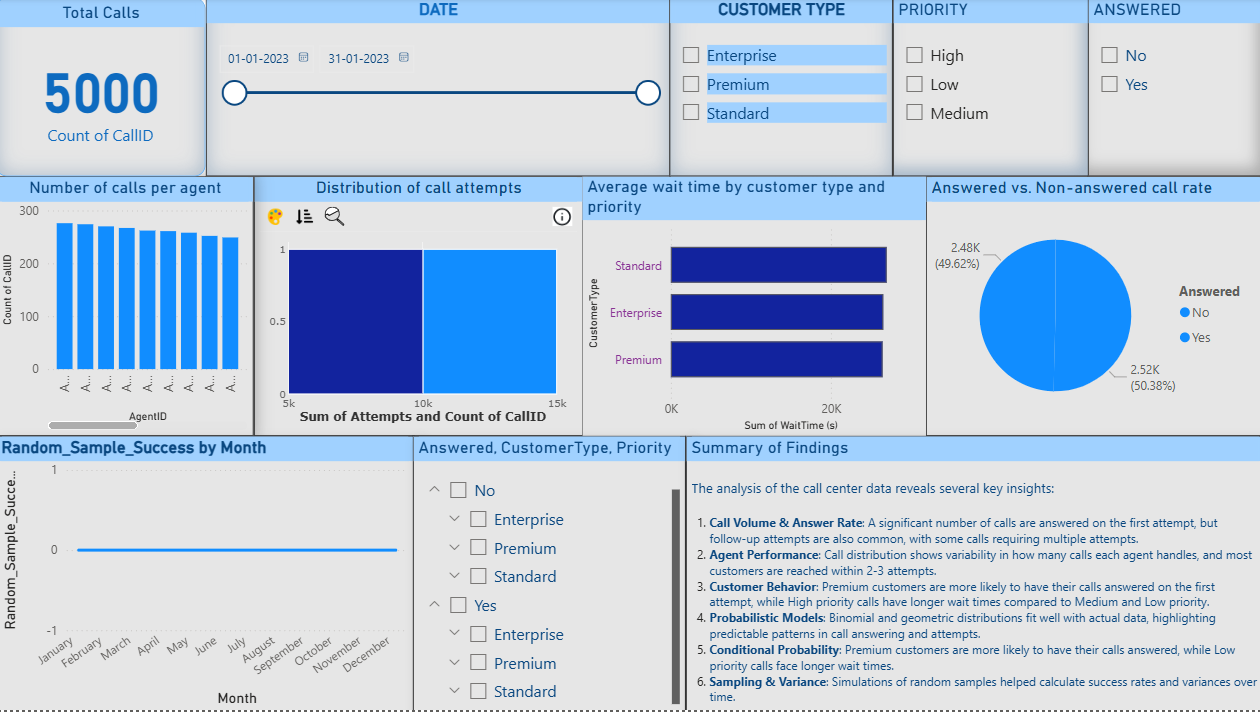 Total Calls
5000
Count of CallID
DATE
01-01-2023
31-01-2023
CUSTOMER TYPE
Enterprise
Premium
Standard
PRIORITY
High
Low
Medium
ANSWERED
No
Yes
Number of calls per agent
Count of CallID
300
200
100
0
A...
A...
A...
A...
A...
A...
A...
A...
A...
AgentID
Distribution of call attempts
1
0.5
0
5k
10k
15k
Sum of Attempts and Count of CallID
Average wait time by customer type and
priority
CustomerType
Standard
Enterprise
Premium
0K
20K
Sum of WaitTime (s)
Answered vs. Non-answered call rate
2.48K
(49.62%)
2.52K
(50.38%)
Answered
No
Yes
Random_Sample_Success by Month
Random_Sample_Succe...
1
0
-1
January
February
March
April
May
June
July
August
September
October
November
December
Month
Answered, CustomerType, Priority
No
Enterprise
Premium
Standard
Yes
Enterprise
Premium
Standard
Summary of Findings
The analysis of the call center data reveals several key insights:
1. Call Volume & Answer Rate: A significant number of calls are answered on the first attempt, but
follow-up attempts are also common, with some calls requiring multiple attempts.
2. Agent Performance: Call distribution shows variability in how many calls each agent handles, and most
customers are reached within 2-3 attempts.
3. Customer Behavior: Premium customers are more likely to have their calls answered on the first
attempt, while High priority calls have longer wait times compared to Medium and Low priority.
4. Probabilistic Models: Binomial and geometric distributions fit well with actual data, highlighting
predictable patterns in call answering and attempts.
5. Conditional Probability: Premium customers are more likely to have their calls answered, while Low
priority calls face longer wait times.
6. Sampling & Variance: Simulations of random samples helped calculate success rates and variances over
time.